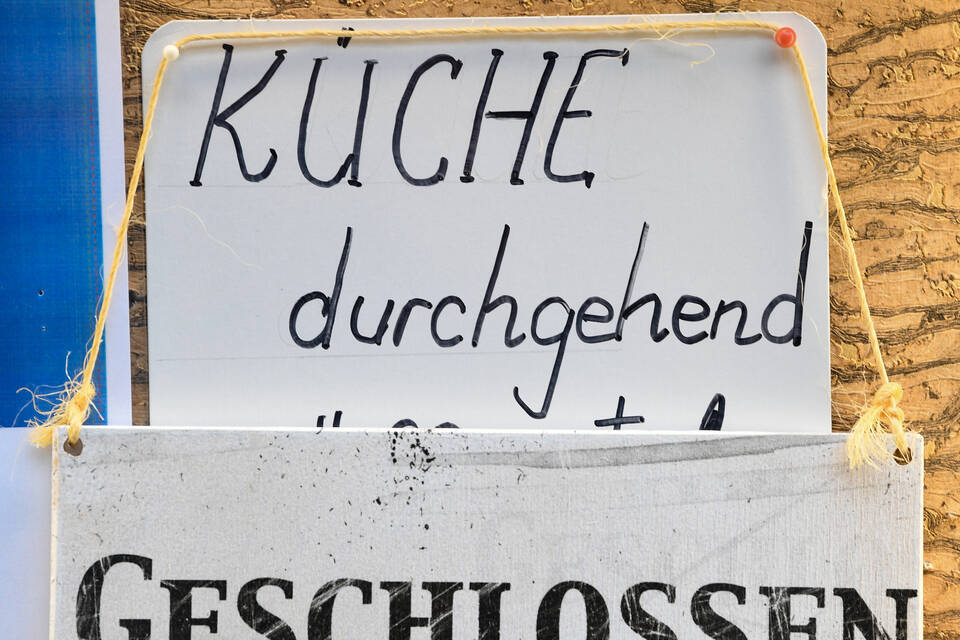 KÜCHE
durchgehend
GESCHLOSSEN